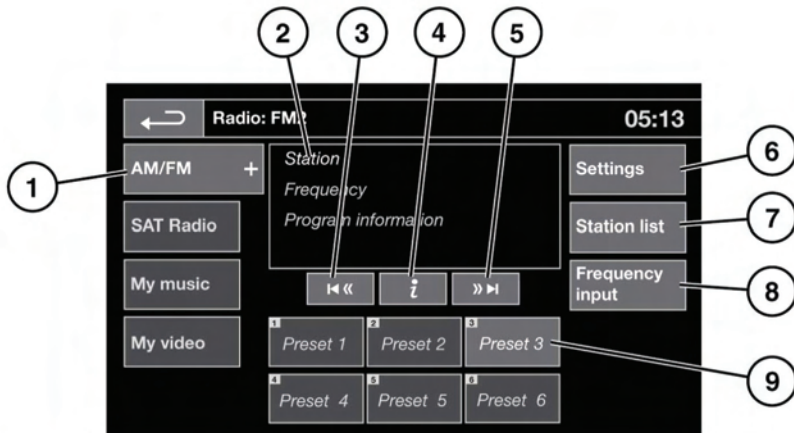 2 3 4 5
Radio: FM2 05:13
1
AM/FM +
SAT Radio
My music
My video
Station
Frequency
Program information
i
Settings
Station list
Frequency
input
6
7
8
1 Preset 1
2 Preset 2
3 Preset 3
4 Preset 4
5 Preset 5
6 Preset 6
9